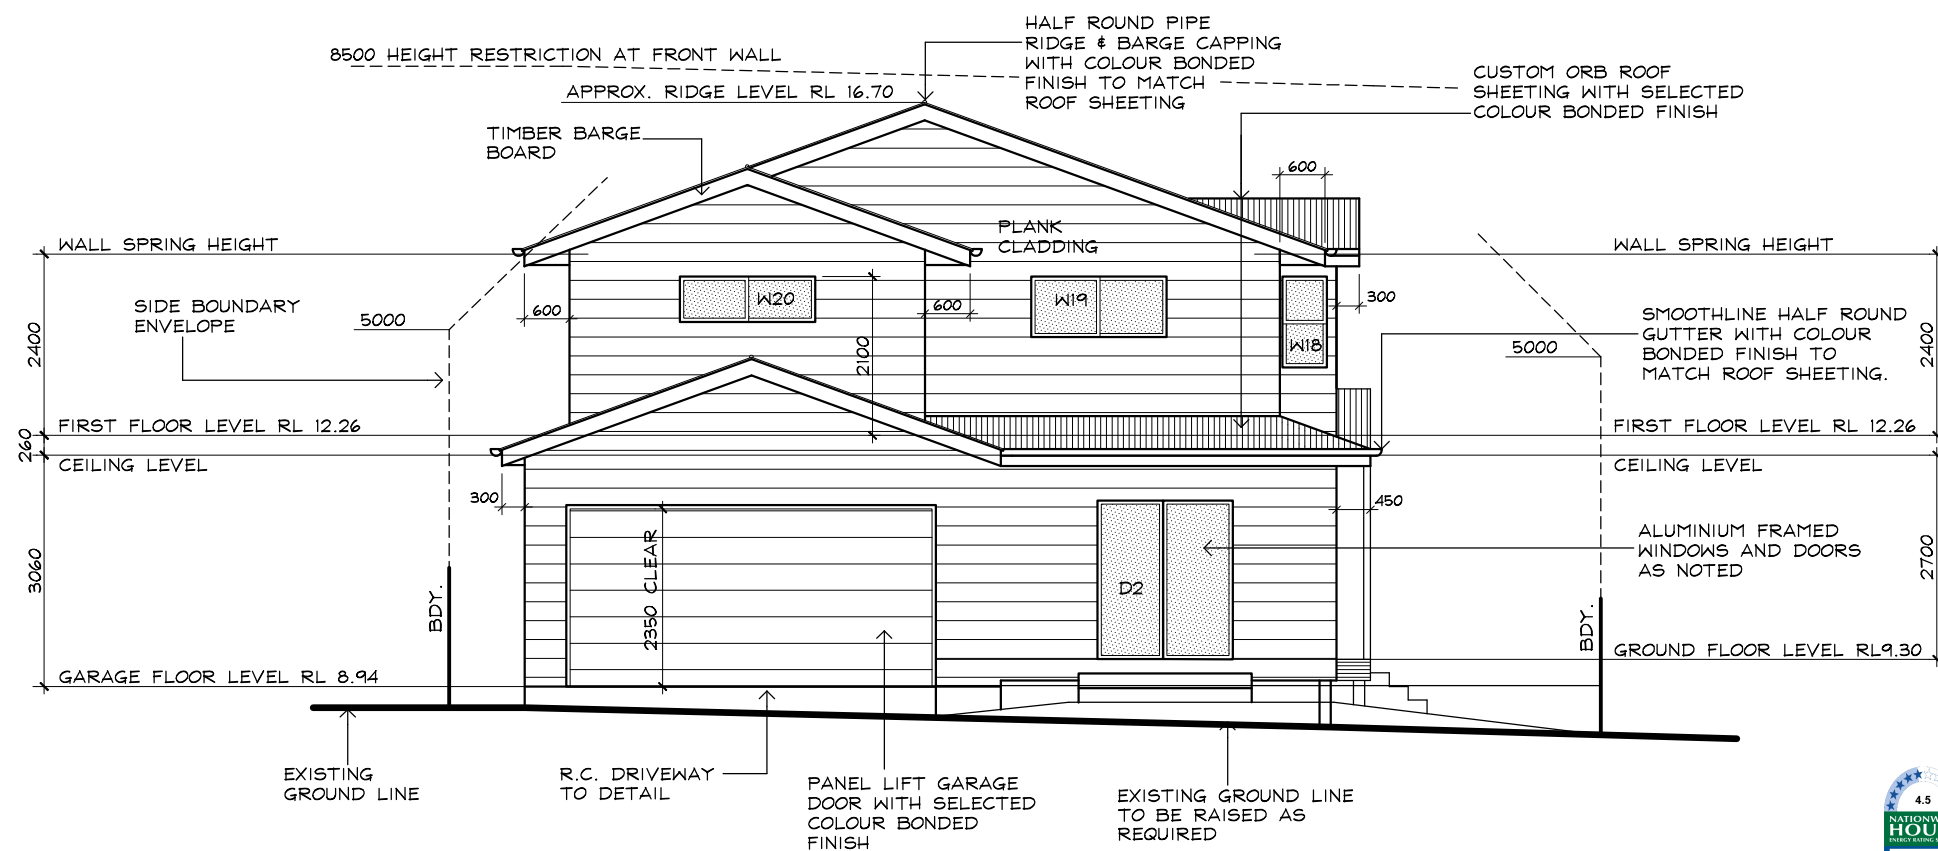 8500 HEIGHT RESTRICTION AT FRONT WALL
APPROX. RIDGE LEVEL RL 16.70
HALF ROUND PIPE
RIDGE & BARGE CAPPING
WITH COLOUR BONDED
FINISH TO MATCH
ROOF SHEETING
CUSTOM ORB ROOF
SHEETING WITH SELECTED
COLOUR BONDED FINISH
TIMBER BARGE
BOARD
600
PLANK
CLADDING
WALL SPRING HEIGHT
WALL SPRING HEIGHT
SIDE BOUNDARY
ENVELOPE
5000
600
W20
600
W19
W18
300
2100
2400
SMOOTHLINE HALF ROUND
GUTTER WITH COLOUR
BONDED FINISH TO
MATCH ROOF SHEETING.
5000
2400
FIRST FLOOR LEVEL RL 12.26
FIRST FLOOR LEVEL RL 12.26
260
CEILING LEVEL
CEILING LEVEL
300
450
2350 CLEAR
D2
ALUMINIUM FRAMED
WINDOWS AND DOORS
AS NOTED
3060
2700
BDY.
BDY.
GARAGE FLOOR LEVEL RL 8.94
GROUND FLOOR LEVEL RL9.30
EXISTING
GROUND LINE
R.C. DRIVEWAY
TO DETAIL
PANEL LIFT GARAGE
DOOR WITH SELECTED
COLOUR BONDED
FINISH
EXISTING GROUND LINE
TO BE RAISED AS
REQUIRED
4.5
NATIONW
HOU
ENERGY RATING